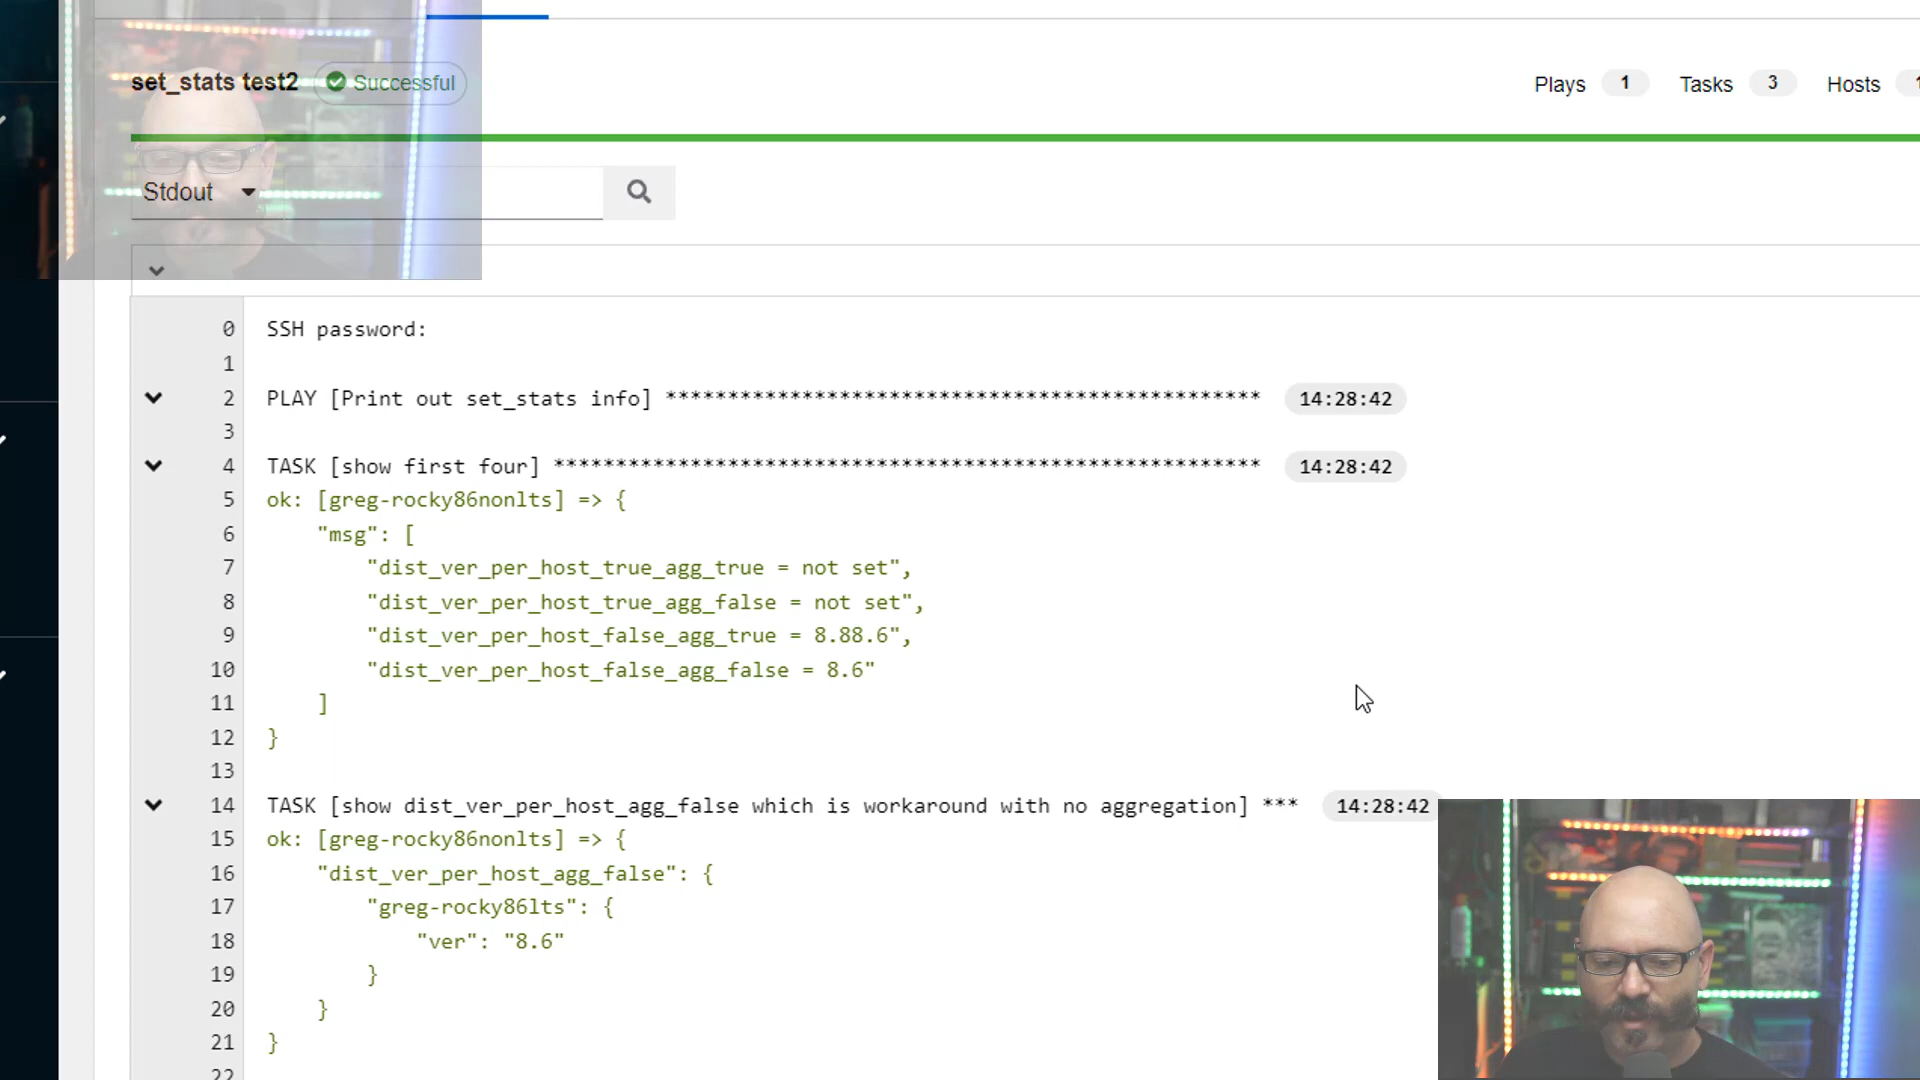 set_stats test2 Successful Plays 1 Tasks 3 Hosts
Stdout
0 SSH password:
1
2 PLAY [Print out set_stats info] ************************************************ 14:28:42
3
4 TASK [show first four] ********************************************************* 14:28:42
5 ok: [greg-rocky86nonlts] => {
6 "msg": [
7 "dist_ver_per_host_true_agg_true = not set",
8 "dist_ver_per_host_true_agg_false = not set",
9 "dist_ver_per_host_false_agg_true = 8.88.6",
10 "dist_ver_per_host_false_agg_false = 8.6"
11 ]
12 }
13
14 TASK [show dist_ver_per_host_agg_false which is workaround with no aggregation] *** 14:28:42
15 ok: [greg-rocky86nonlts] => {
16 "dist_ver_per_host_agg_false": {
17 "greg-rocky86lts": {
18 "ver": "8.6"
19 }
20 }
21 }
22